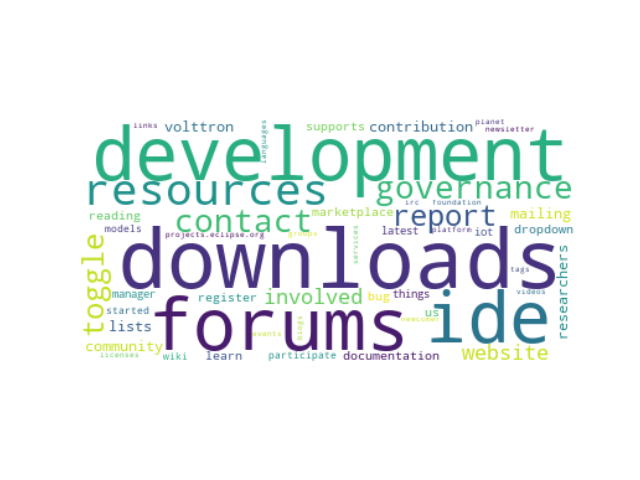 links volttron languages supports contribution planet
newsletter
development
resources governance
irc foundation
reading contact marketplace report mailing
models projects.eclipse.org groups services latest platform iot dropdown
toggle downloads researchers
tags
manager register involved bug things videos
started forums blogs us ide
lists events newcomer
community website
licenses wiki learn participate documentation